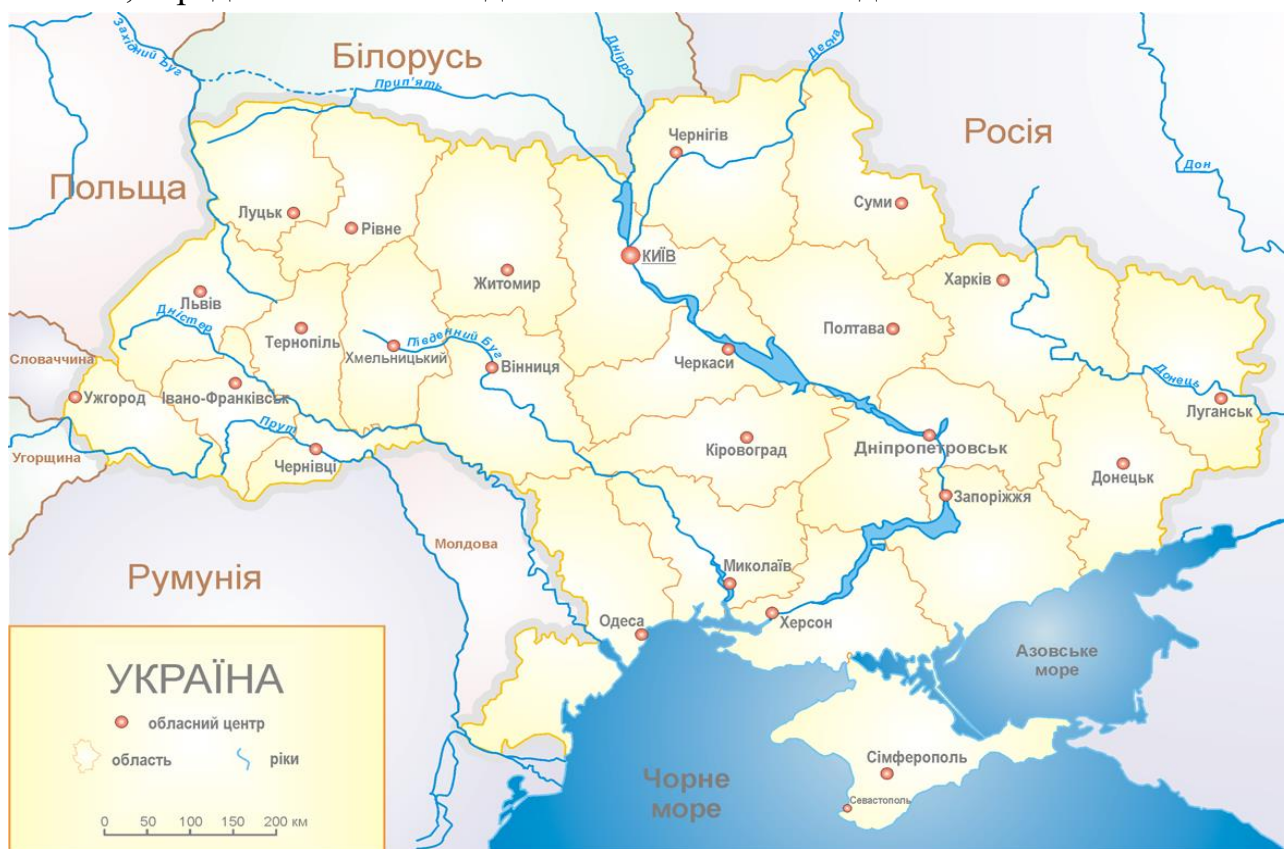 Західний Буг
Білорусь
Дніпро
Десна
Прип'ять
Чернігів
Росія
Дон
Польща
Луцьк
Рівне
Суми
КИЇВ
Житомир
Харків
Львів
Дністер
Тернопіль
Південний Буг
Хмельницький
Вінниця
Черкаси
Полтава
Словаччина
Ужгород
Івано-Франківськ
Донець
Луганськ
Прут
Чернівці
Угорщина
Кіровоград
Дніпропетровськ
Донецьк
Запоріжжя
Молдова
Румунія
Миколаїв
Одеса
Херсон
Азовське
море
УКРАЇНА
обласний центр
область
ріки
0 50 100 150 200 км
Чорне
море
Сімферополь
Севастополь